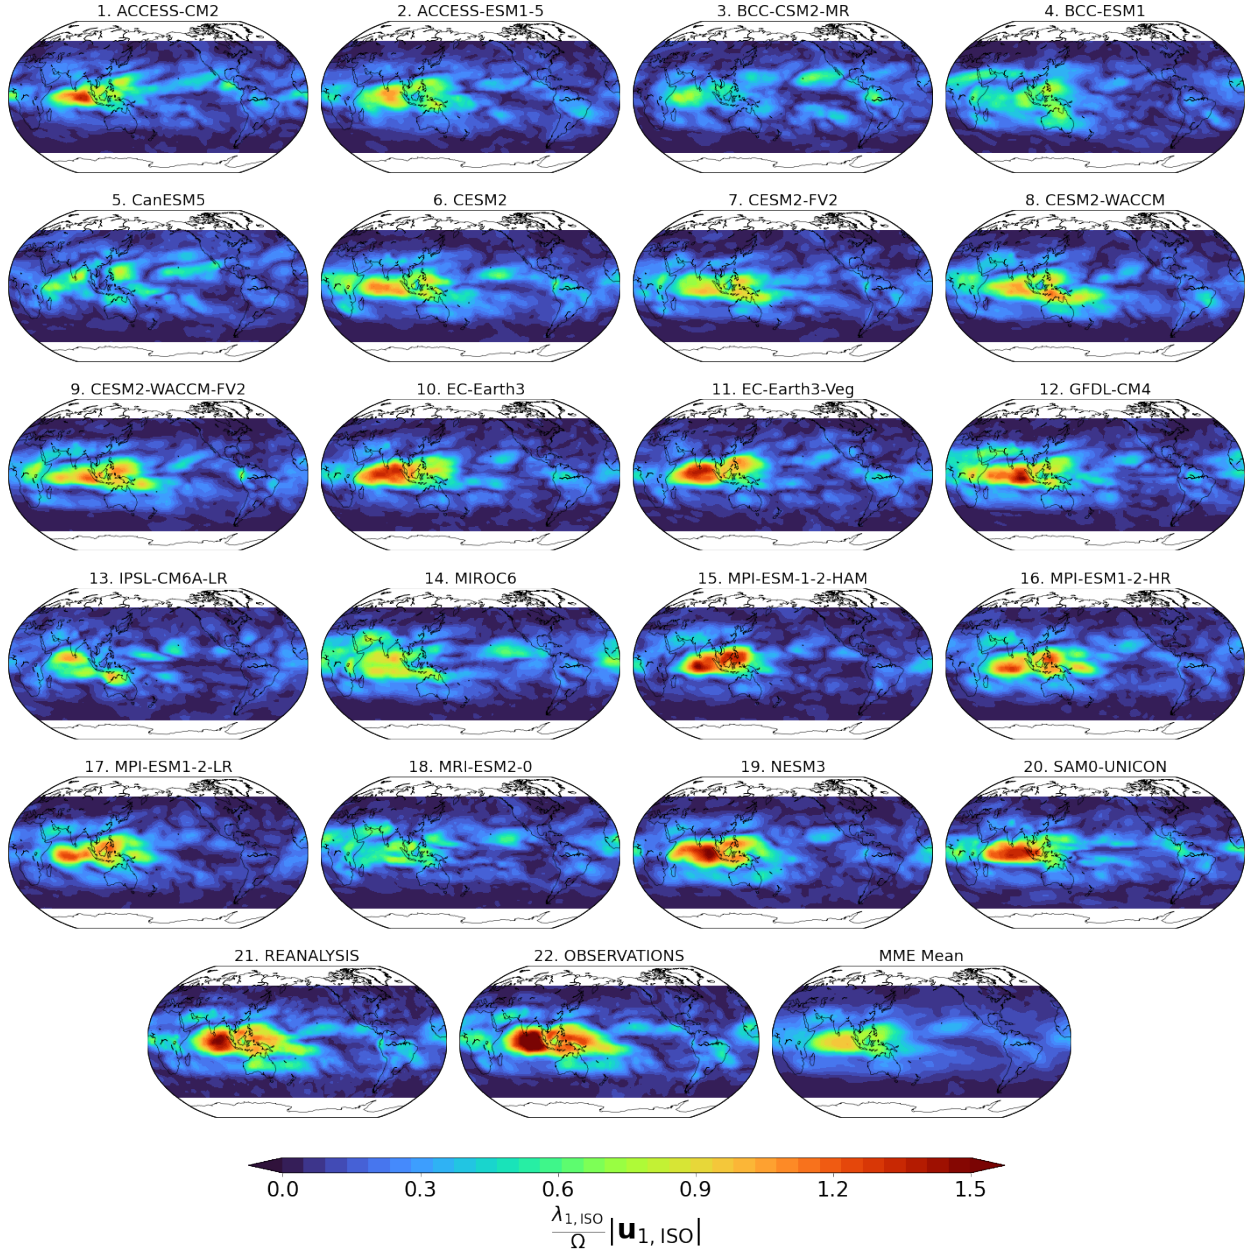 1. ACCESS-CM2
2. ACCESS-ESM1-5
3. BCC-CSM2-MR
4. BCC-ESM1
5. CanESM5
6. CESM2
7. CESM2-FV2
8. CESM2-WACCM
9. CESM2-WACCM-FV2
10. EC-Earth3
11. EC-Earth3-Veg
12. GFDL-CM4
13. IPSL-CM6A-LR
14. MIROC6
15. MPI-ESM-1-2-HAM
16. MPI-ESM1-2-HR
17. MPI-ESM1-2-LR
18. MRI-ESM2-0
19. NESM3
20. SAM0-UNICON
21. REANALYSIS
22. OBSERVATIONS
MME Mean
0.0 0.3 0.6 0.9 1.2 1.5
λ1, ISO/Ω |u1, ISO|